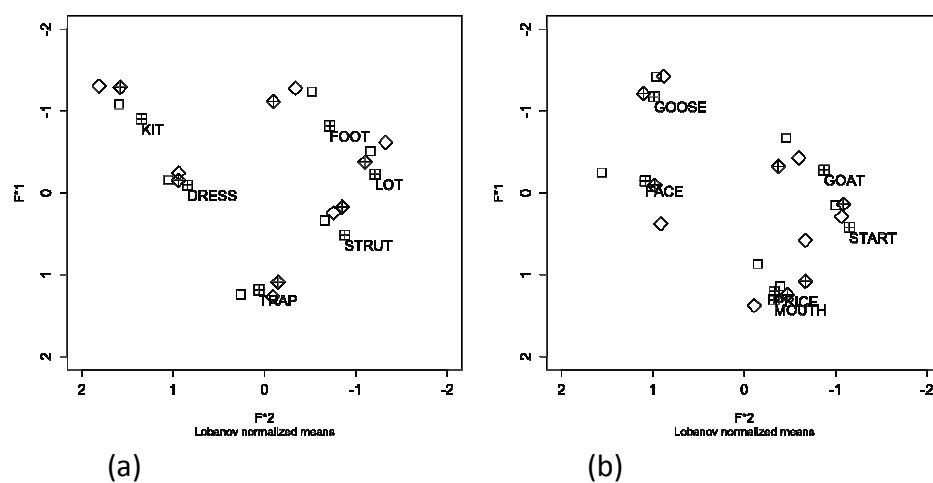 -2
-1
0
1
2
F*1
KIT
DRESS
FOOT
LOT
STRUT
TRAP
2 1 0 -1 -2
F*2
Lobanov normalized means
(a)
-2
-1
0
1
2
F*1
GOOSE
FACE
GOAT
START
PRICE
MOUTH
2 1 0 -1 -2
F*2
Lobanov normalized means
(b)